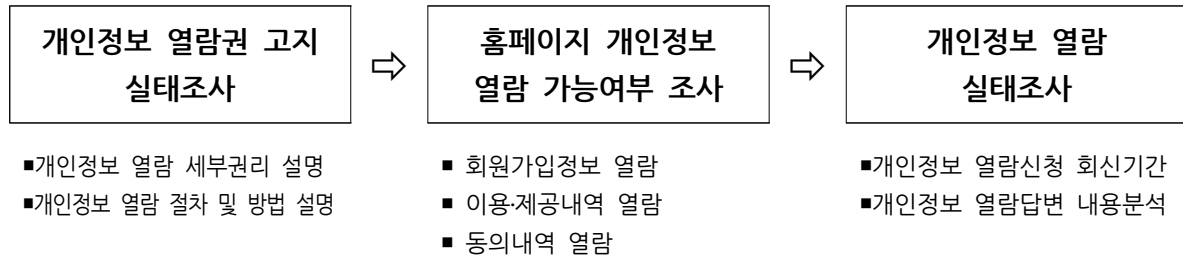 개인정보 열람권 고지
실태조사
⇨
홈페이지 개인정보
열람 가능여부 조사
⇨
개인정보 열람
실태조사
■개인정보 열람 세부권리 설명
■개인정보 열람 절차 및 방법 설명
■ 회원가입정보 열람
■ 이용·제공내역 열람
■ 동의내역 열람
■개인정보 열람신청 회신기간
■개인정보 열람답변 내용분석